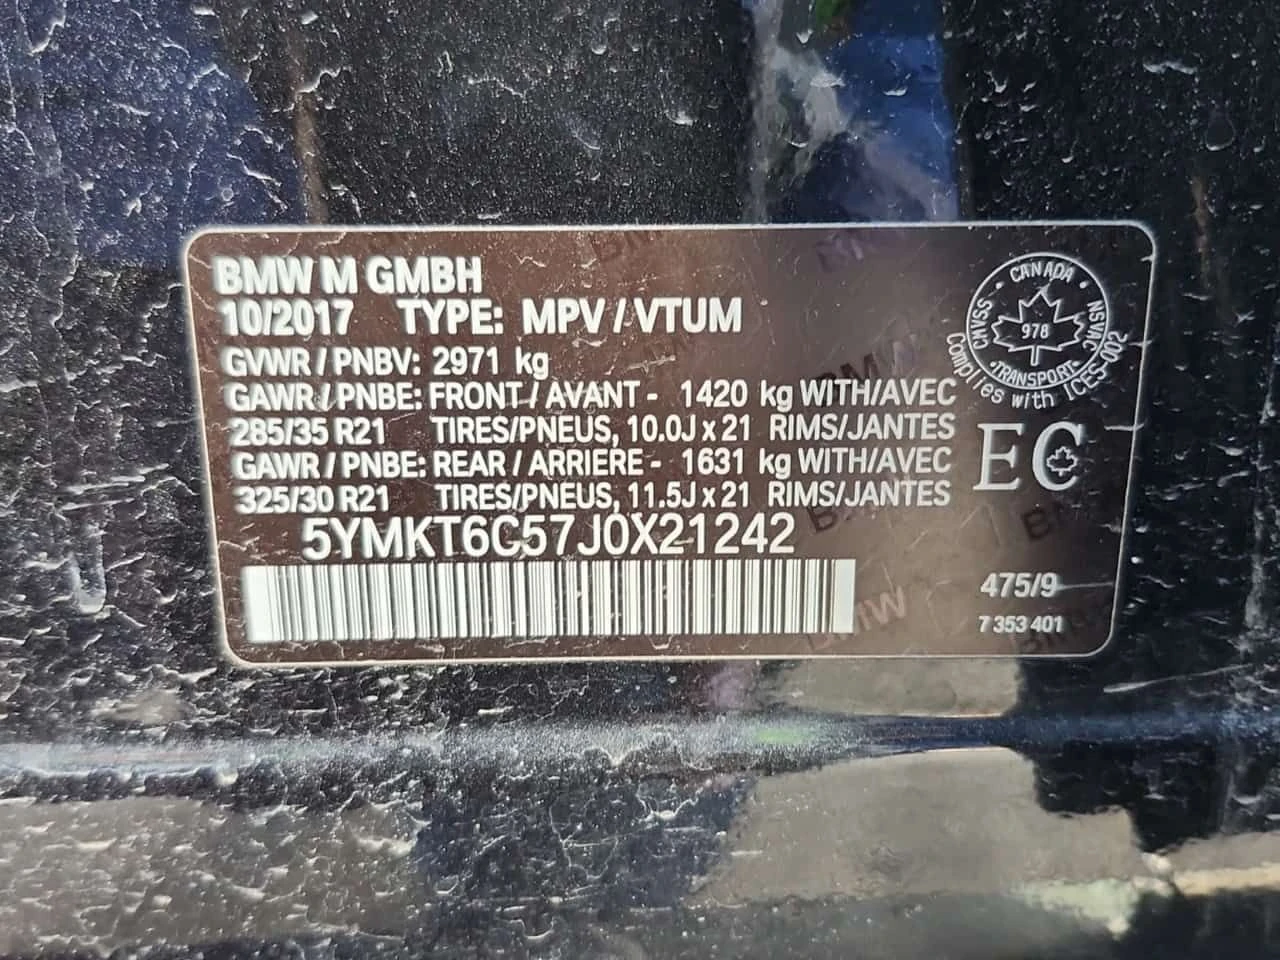 BMW M GMBH
10/2017 TYPE: MPV / VTUM
GVWR / PNBV: 2971 kg
GAWR / PNBE: FRONT / AVANT - 1420 kg WITH/AVEC
285/35 R21 TIRES/PNEUS, 10.0J x 21 RIMS/JANTES
GAWR / PNBE: REAR / ARRIERE - 1631 kg WITH/AVEC
325/30 R21 TIRES/PNEUS, 11.5J x 21 RIMS/JANTES
5YMKT6C57J0X21242
CANADA
CMVSS
NSVAC
978
TRANSPORT
Complies with ICES-002
EC
475/9
7 353 401
BMW
BMW
BMW